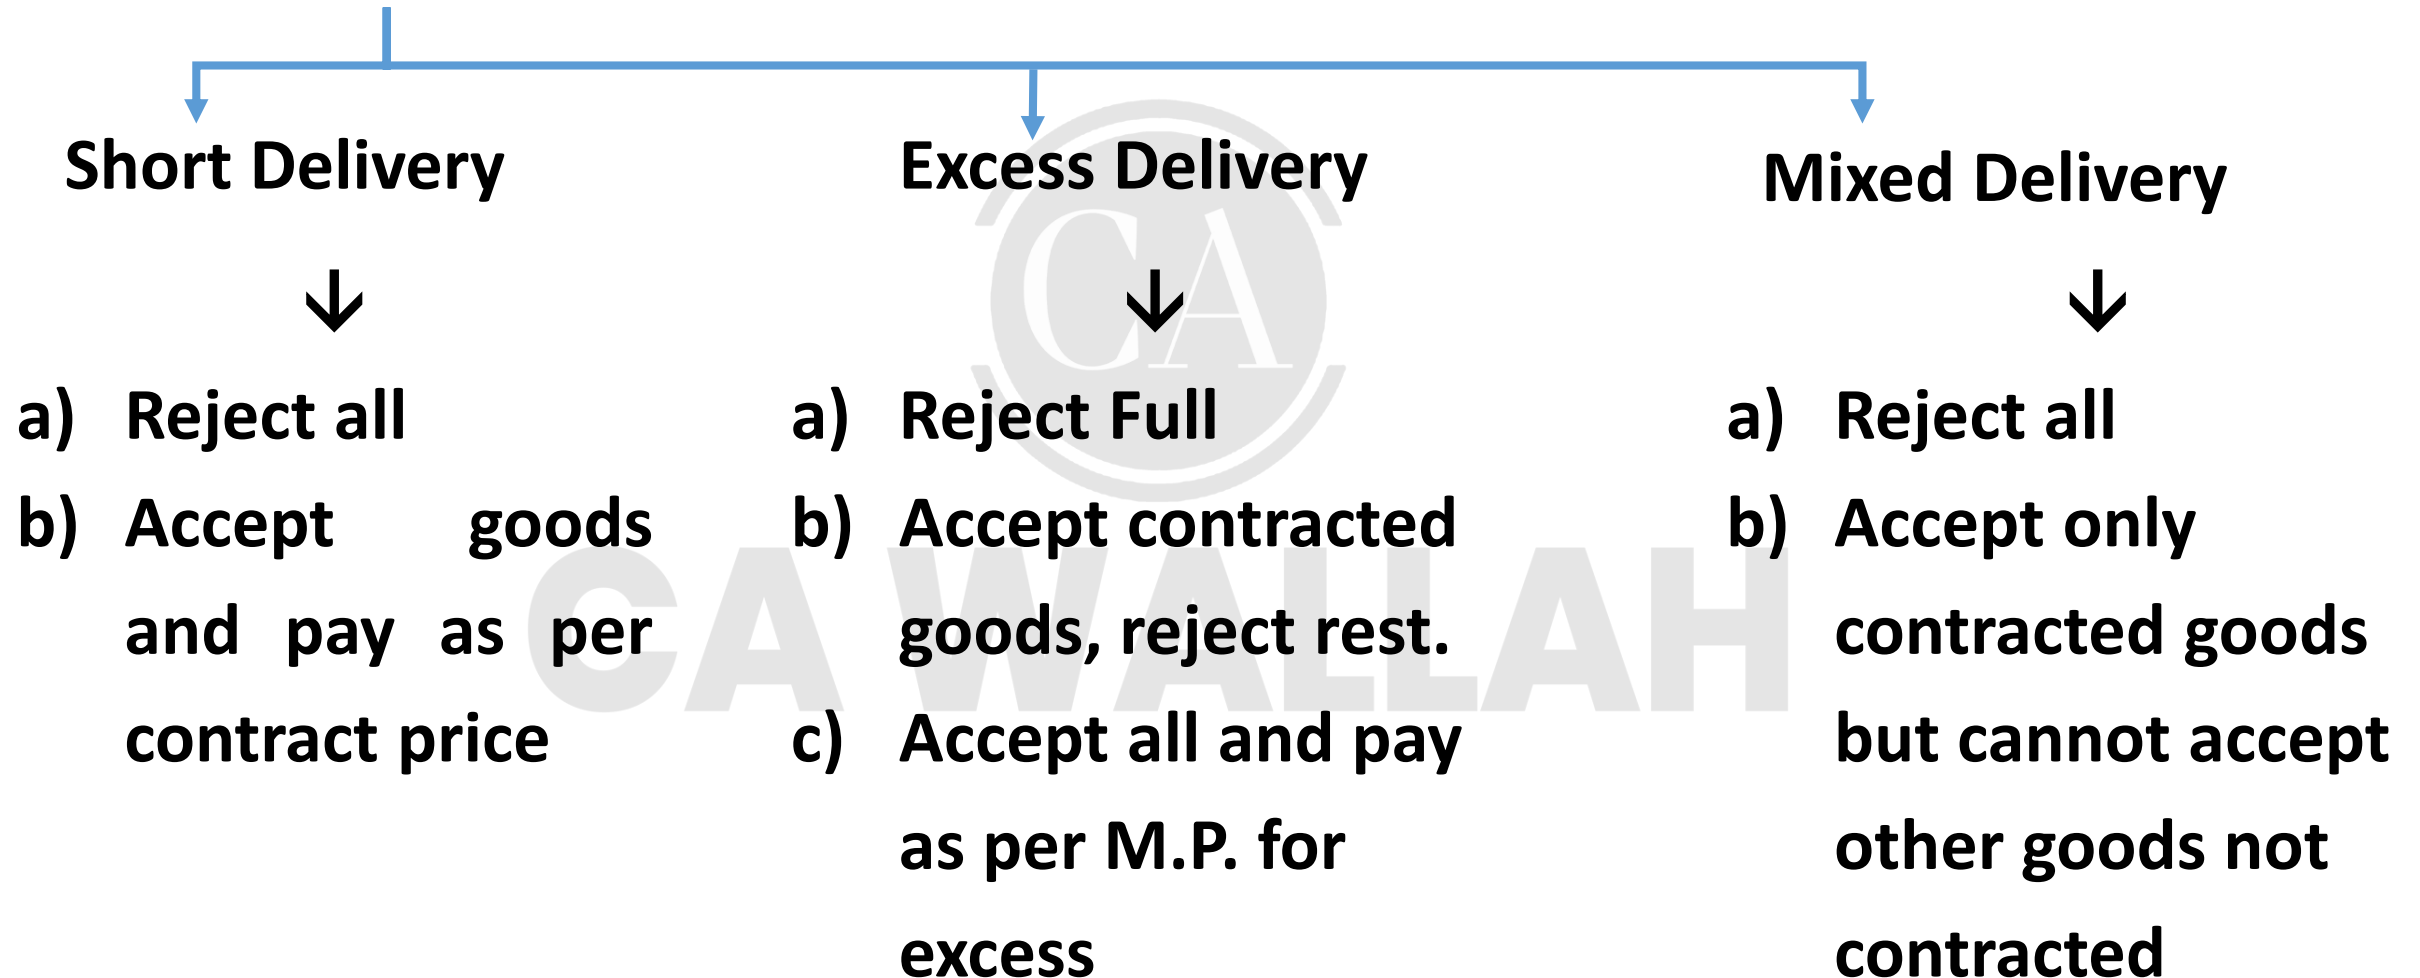 Short Delivery
a) Reject all
b) Accept goods
and pay as per
contract price
Excess Delivery
a) Reject Full
b) Accept contracted
goods, reject rest.
c) Accept all and pay
as per M.P. for
excess
Mixed Delivery
a) Reject all
b) Accept only
contracted goods
but cannot accept
other goods not
contracted
CA
CA WALLAH